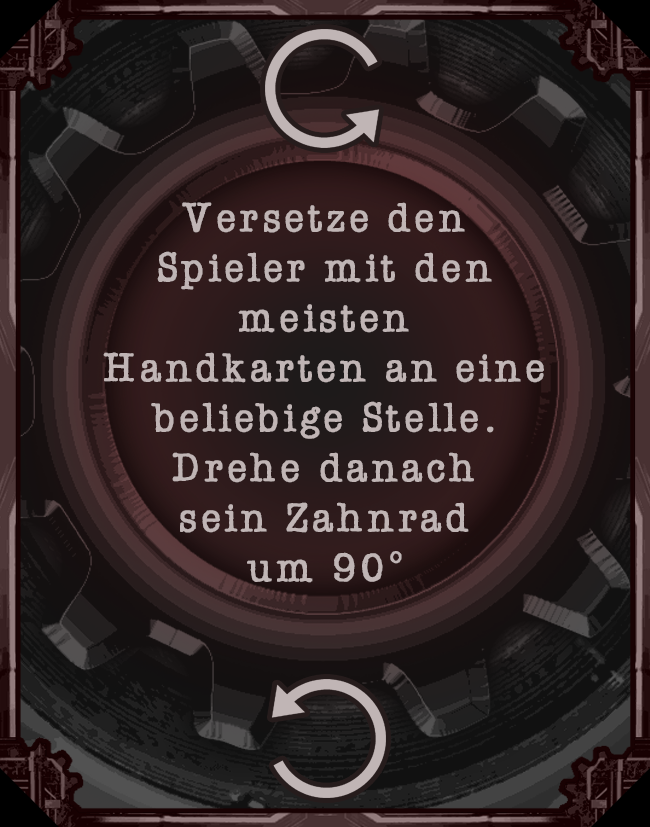 Versetze den
Spieler mit den
meisten
Handkarten an eine
beliebige Stelle.
Drehe danach
sein Zahnrad
um 90°